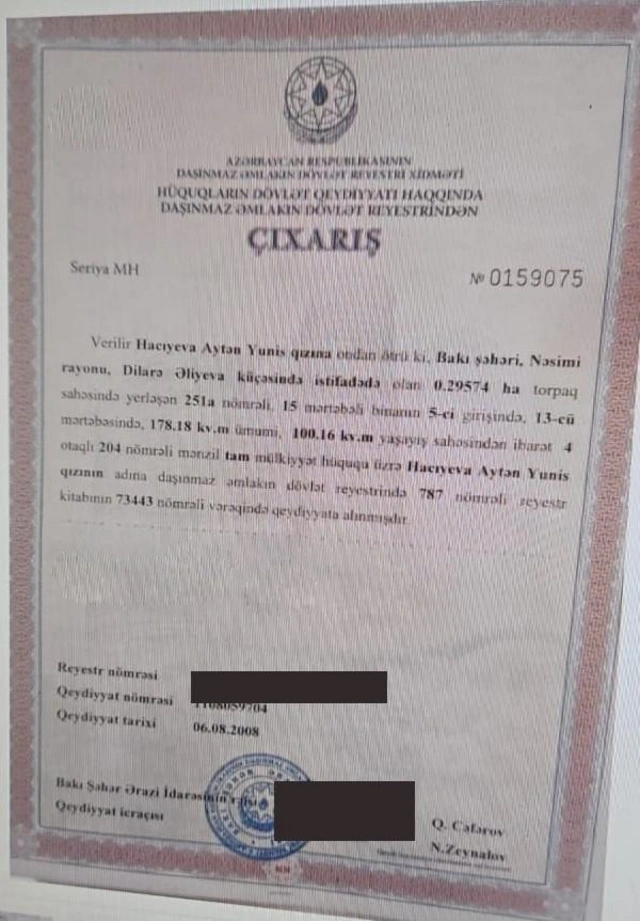 AZƏRBAYCAN RESPUBLİKASININ
DAŞINMAZ ƏMLAKIN DÖVLƏT REYESTRİ XİDMƏTİ
HÜQUQLARIN DÖVLƏT QEYDİYYATI HAQQINDA
DAŞINMAZ ƏMLAKIN DÖVLƏT REYESTRİNDƏN
ÇIXARIŞ
Seriya MH
№ 0159075
Verilir Hacıyeva Aytən Yunis qızına ondan ötrü ki, Bakı şəhəri, Nəsimi
rayonu, Dilarə Əliyeva küçəsində istifadədə olan 0.29574 ha torpaq
sahəsində yerləşən 251a nömrəli, 15 mərtəbəli binanın 5-ci girişində, 13-cü
mərtəbəsində, 178.18 kv.m ümumi, 100.16 kv.m yaşayış sahəsindən ibarət 4
otaqlı 204 nömrəli mənzil tam mülkiyyət hüququ üzrə Hacıyeva Aytən Yunis
qızının adına daşınmaz əmlakın dövlət reyestrində 787 nömrəli reyestr
kitabının 73443 nömrəli vərəqində qeydiyyata alınmışdır.
Reyestr nömrəsi
Qeydiyyat nömrəsi 1108059704
Qeydiyyat tarixi 06.08.2008
Bakı Şəhər Ərazi İdarəsinin rəisi
Q. Cəfərov
Qeydiyyat icraçısı
N.Zeynalov